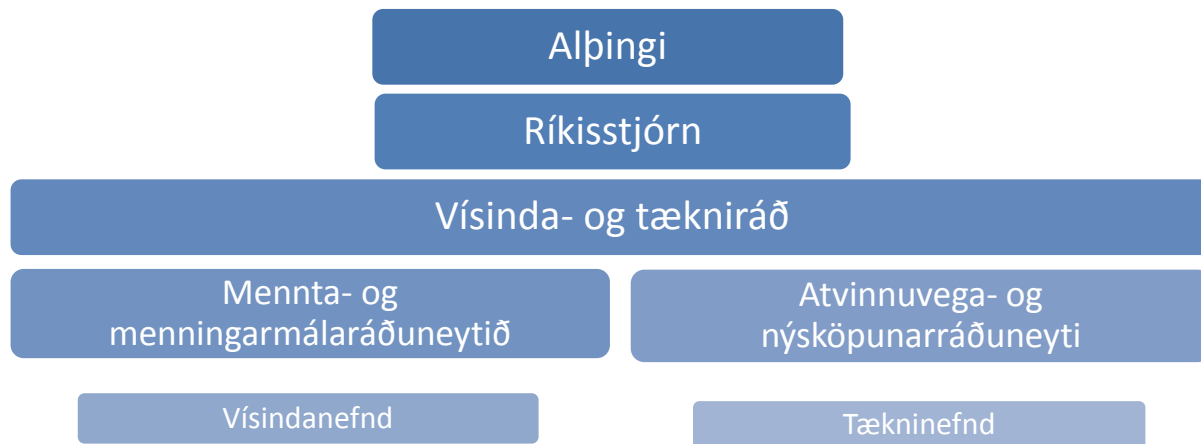 Alþingi
Ríkisstjórn
Vísinda- og tækniráð
Mennta- og
menningarmálaráðuneytið
Atvinnuvega- og
nýsköpunarráðuneyti
Vísindanefnd
Tækninefnd